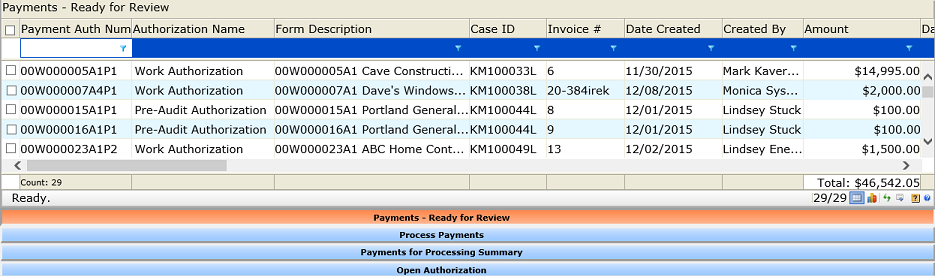 Payments - Ready for Review
Payment Auth Num Authorization Name Form Description Case ID Invoice # Date Created Created By Amount Da
00W000005A1P1 Work Authorization 00W000005A1 Cave Constructi... KM100033L 6 11/30/2015 Mark Kaver... $14,995.00
00W000007A4P1 Work Authorization 00W000007A1 Dave's Windows... KM100038L 20-384irek 12/08/2015 Monica Sys... $2,000.00
00W000015A1P1 Pre-Audit Authorization 00W000015A1 Portland General... KM100044L 8 12/01/2015 Lindsey Stuck $100.00
00W000016A1P1 Pre-Audit Authorization 00W000016A1 Portland General... KM100044L 9 12/01/2015 Lindsey Stuck $100.00
00W000023A1P2 Work Authorization 00W000023A1 ABC Home Cont... KM100049L 13 12/02/2015 Lindsey Ene... $1,500.00
Count: 29 Total: $46,542.05
Ready. 29/29
Payments - Ready for Review
Process Payments
Payments for Processing Summary
Open Authorization